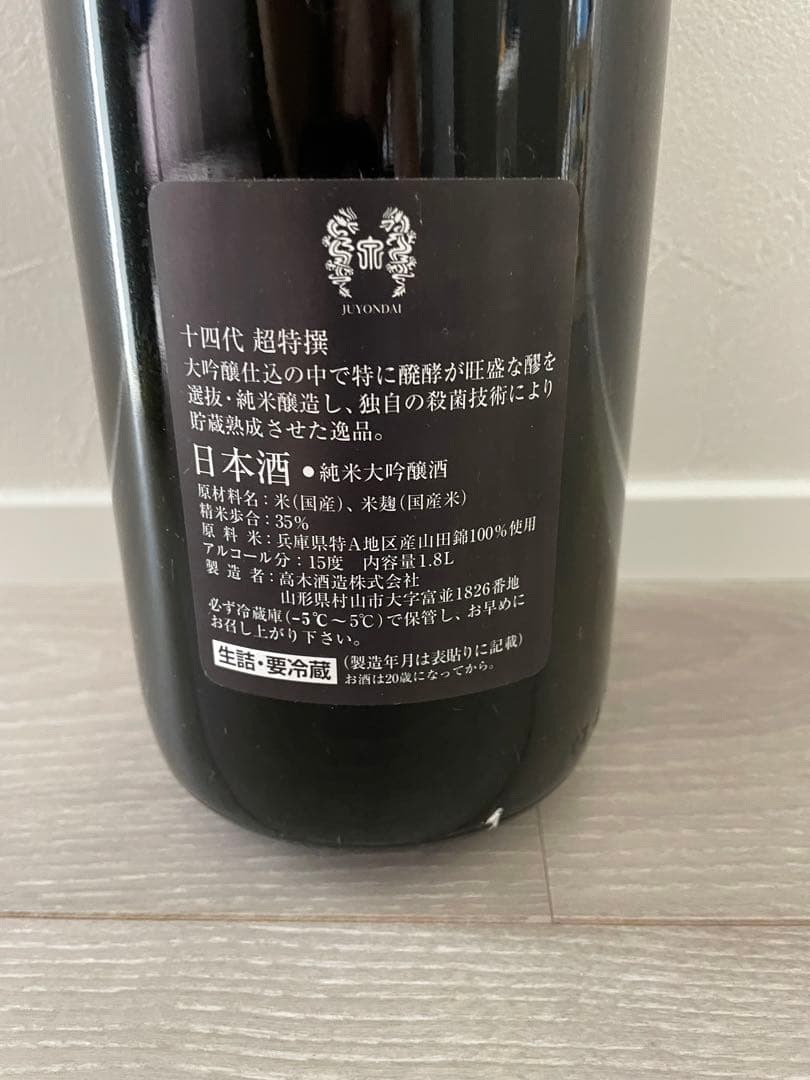 JUYONDAI
十四代 超特撰
大吟醸仕込の中で特に醗酵が旺盛な醪を
選抜・純米醸造し、独自の殺菌技術により
貯蔵熟成させた逸品。
日本酒 ●純米大吟醸酒
原材料名：米(国産)、米麹(国産米)
精米歩合：35%
原料米：兵庫県特A地区産山田錦100%使用
アルコール分：15度 内容量1.8L
製造者：高木酒造株式会社
山形県村山市大字富並1826番地
必ず冷蔵庫(-5℃～5℃)で保管し、お早めに
お召し上がり下さい。
生詰・要冷蔵 (製造年月は表貼りに記載)
お酒は20歳になってから。